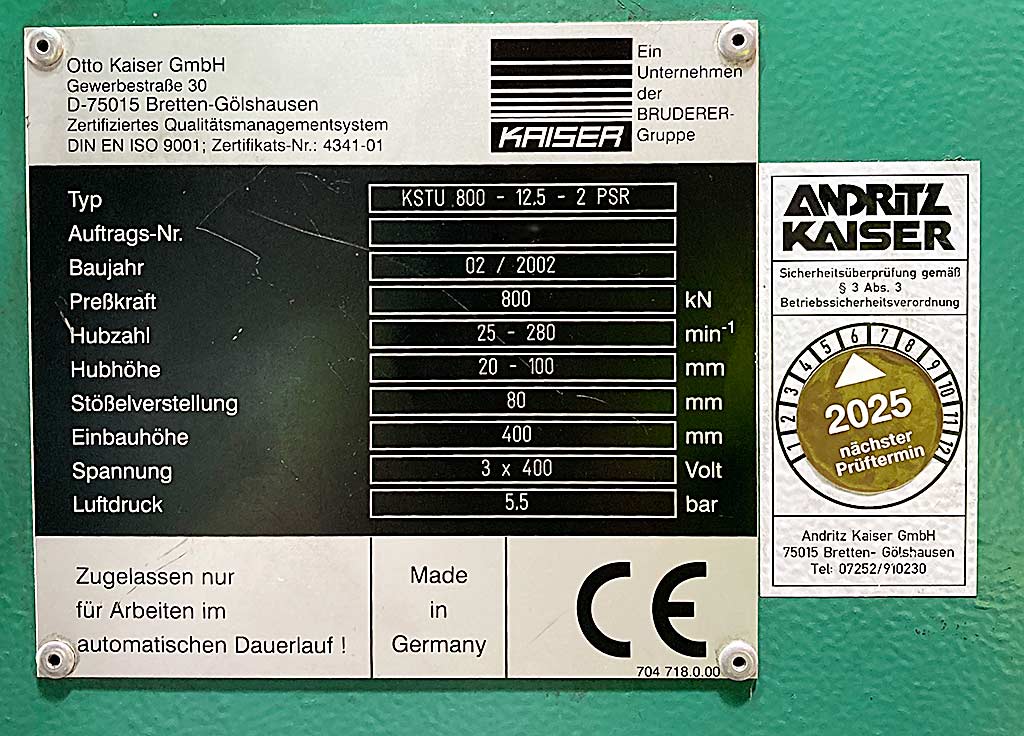 Otto Kaiser GmbH
Gewerbestraße 30
D-75015 Bretten-Gölshausen
Zertifiziertes Qualitätsmanagementsystem
DIN EN ISO 9001; Zertifikats-Nr.: 4341-01
KAISER
Ein
Unternehmen
der
BRUDERER-
Gruppe
Typ KSTU 800 - 12.5 - 2 PSR
Auftrags-Nr.
Baujahr 02 / 2002
Preßkraft 800 kN
Hubzahl 25 - 280 min-1
Hubhöhe 20 - 100 mm
Stößelverstellung 80 mm
Einbauhöhe 400 mm
Spannung 3 x 400 Volt
Luftdruck 5.5 bar
Zugelassen nur
für Arbeiten im
automatischen Dauerlauf !
Made
in
Germany
CE
704 718.0.00
ANDRITZ
KAISER
Sicherheitsüberprüfung gemäß
§ 3 Abs. 3
Betriebssicherheitsverordnung
1 2 3 4 5 6 7 8 9 10 11 12
2025
nächster
Prüftermin
Andritz Kaiser GmbH
75015 Bretten- Gölshausen
Tel: 07252/910230